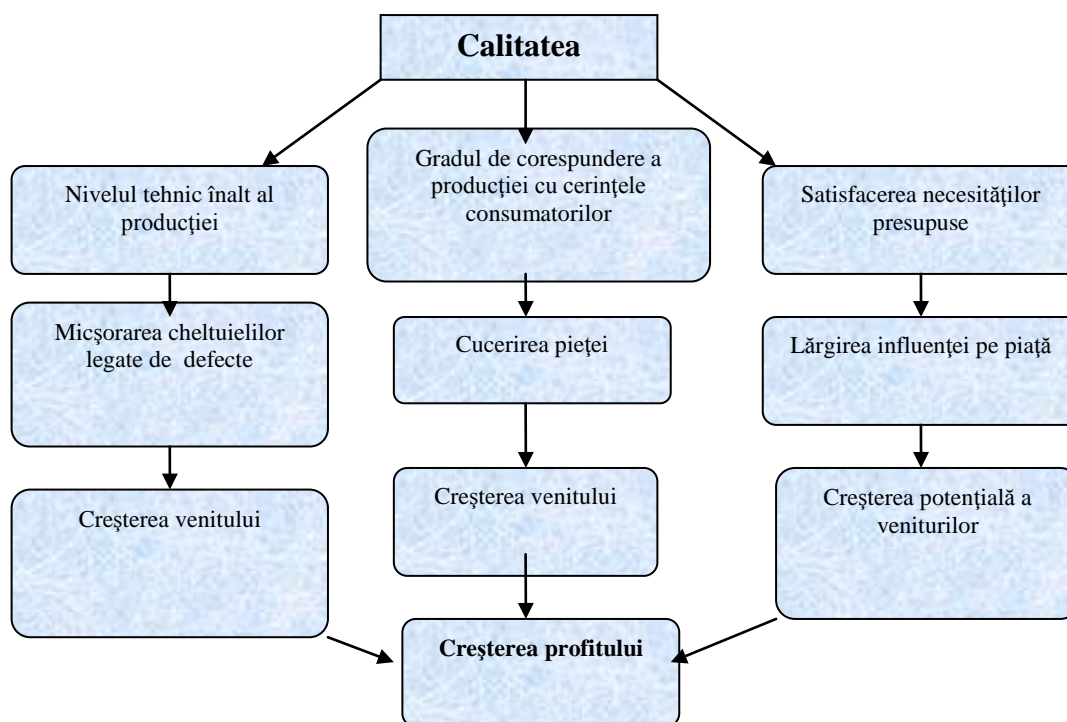 Calitatea
Nivelul tehnic înalt al
producţiei
Gradul de corespundere a
producţiei cu cerinţele
consumatorilor
Satisfacerea necesităţilor
presupuse
Micşorarea cheltuielilor
legate de  defecte
Cucerirea pieţei
Lărgirea influenţei pe piaţă
Creşterea venitului
Creşterea venitului
Creşterea potenţială a
veniturilor
Creşterea profitului